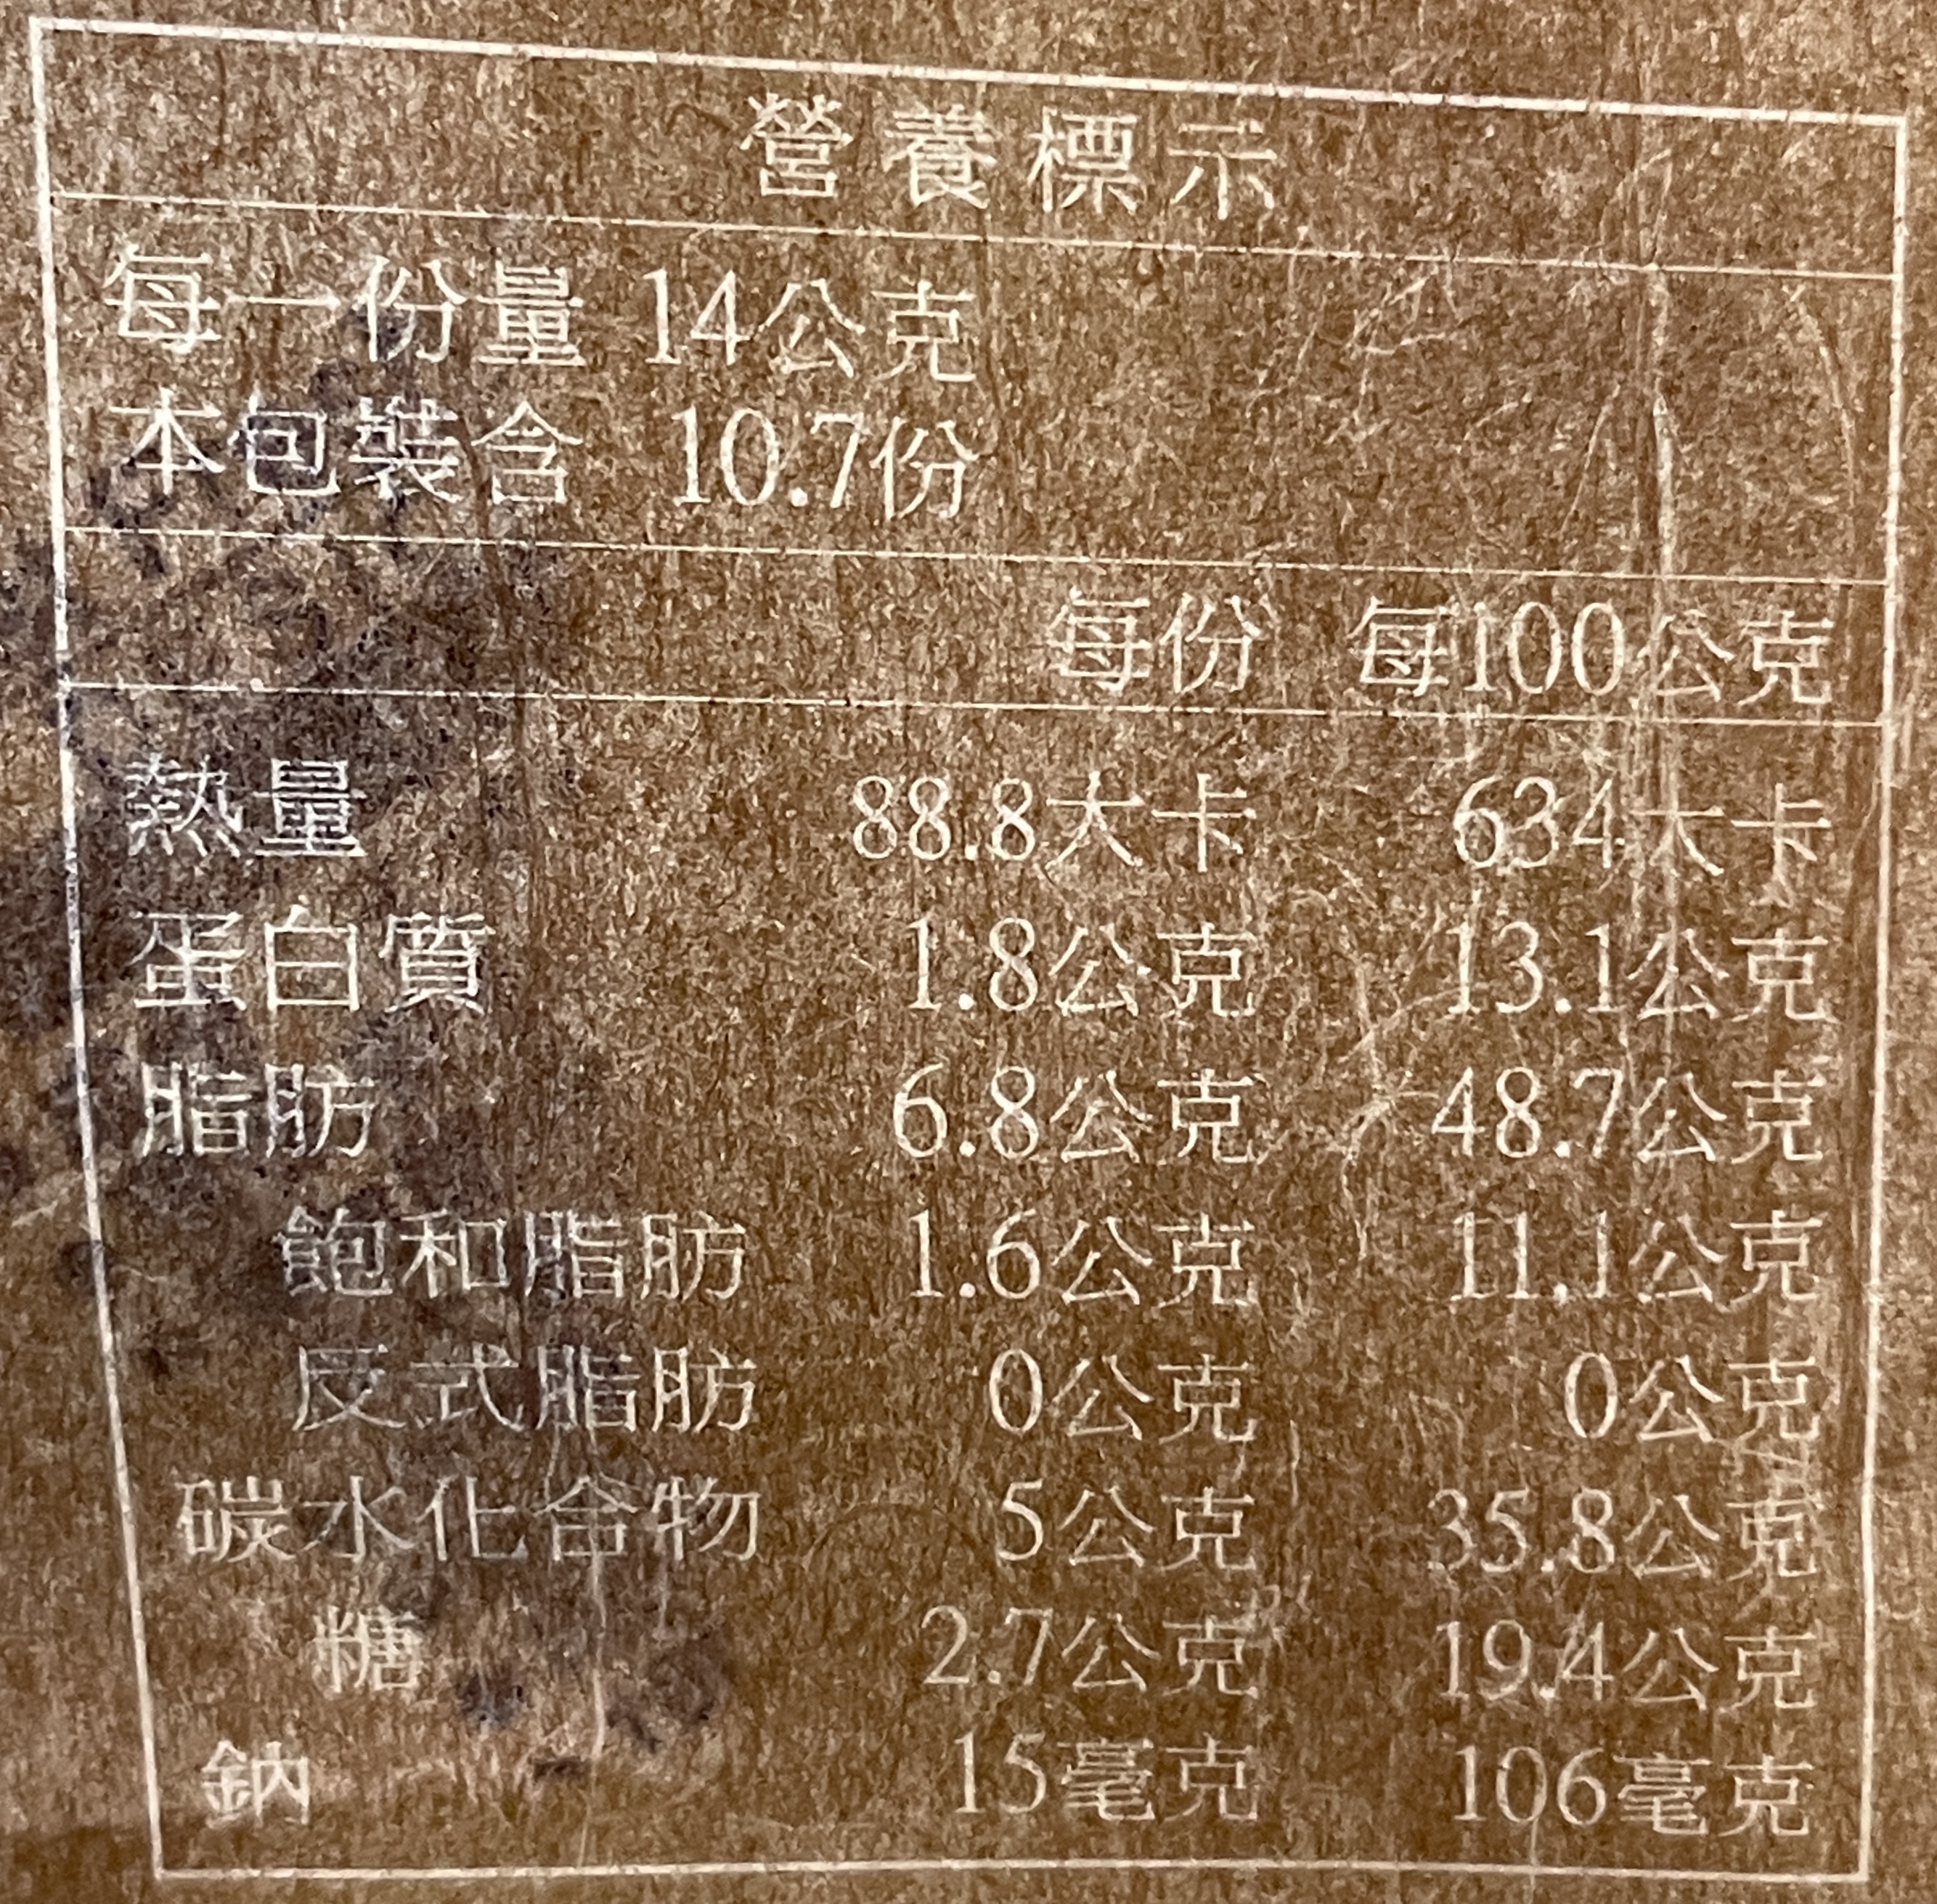 營養標示
每一份量 14公克
本包裝含 10.7份
每份 每100公克
熱量 88.8大卡 634大卡
蛋白質 1.8公克 13.1公克
脂肪 6.8公克 48.7公克
飽和脂肪 1.6公克 11.1公克
反式脂肪 0公克 0公克
碳水化合物 5公克 35.8公克
糖 2.7公克 19.4公克
鈉 15毫克 106毫克